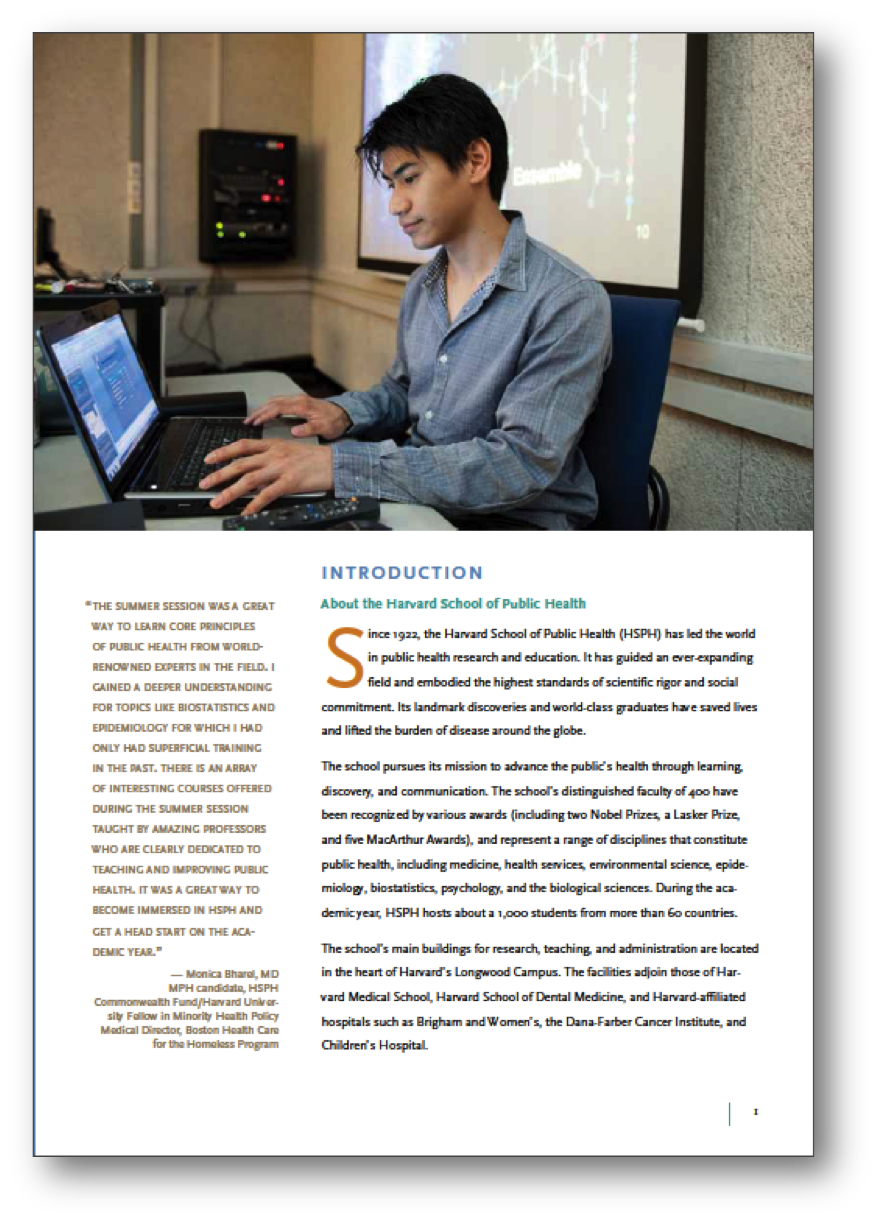 Ensemble
10
INTRODUCTION
About the Harvard School of Public Health
Since 1922, the Harvard School of Public Health (HSPH) has led the world
in public health research and education. It has guided an ever-expanding
field and embodied the highest standards of scientific rigor and social
commitment. Its landmark discoveries and world-class graduates have saved lives
and lifted the burden of disease around the globe.
The school pursues its mission to advance the public's health through learning,
discovery, and communication. The school's distinguished faculty of 400 have
been recognized by various awards (including two Nobel Prizes, a Lasker Prize,
and five MacArthur Awards), and represent a range of disciplines that constitute
public health, including medicine, health services, environmental science, epide-
miology, biostatistics, psychology, and the biological sciences. During the aca-
demic year, HSPH hosts about a 1,000 students from more than 60 countries.
The school's main buildings for research, teaching, and administration are located
in the heart of Harvard's Longwood Campus. The facilities adjoin those of Har-
vard Medical School, Harvard School of Dental Medicine, and Harvard-affiliated
hospitals such as Brigham and Women's, the Dana-Farber Cancer Institute, and
Children's Hospital.
"THE SUMMER SESSION WAS A GREAT
WAY TO LEARN CORE PRINCIPLES
OF PUBLIC HEALTH FROM WORLD-
RENOWNED EXPERTS IN THE FIELD. I
GAINED A DEEPER UNDERSTANDING
FOR TOPICS LIKE BIOSTATISTICS AND
EPIDEMIOLOGY FOR WHICH I HAD
ONLY HAD SUPERFICIAL TRAINING
IN THE PAST. THERE IS AN ARRAY
OF INTERESTING COURSES OFFERED
DURING THE SUMMER SESSION
TAUGHT BY AMAZING PROFESSORS
WHO ARE CLEARLY DEDICATED TO
TEACHING AND IMPROVING PUBLIC
HEALTH. IT WAS A GREAT WAY TO
BECOME IMMERSED IN HSPH AND
GET A HEAD START ON THE ACA-
DEMIC YEAR."
— Monica Bharel, MD
MPH candidate, HSPH
Commonwealth Fund/Harvard Univer-
sity Fellow in Minority Health Policy
Medical Director, Boston Health Care
for the Homeless Program
1